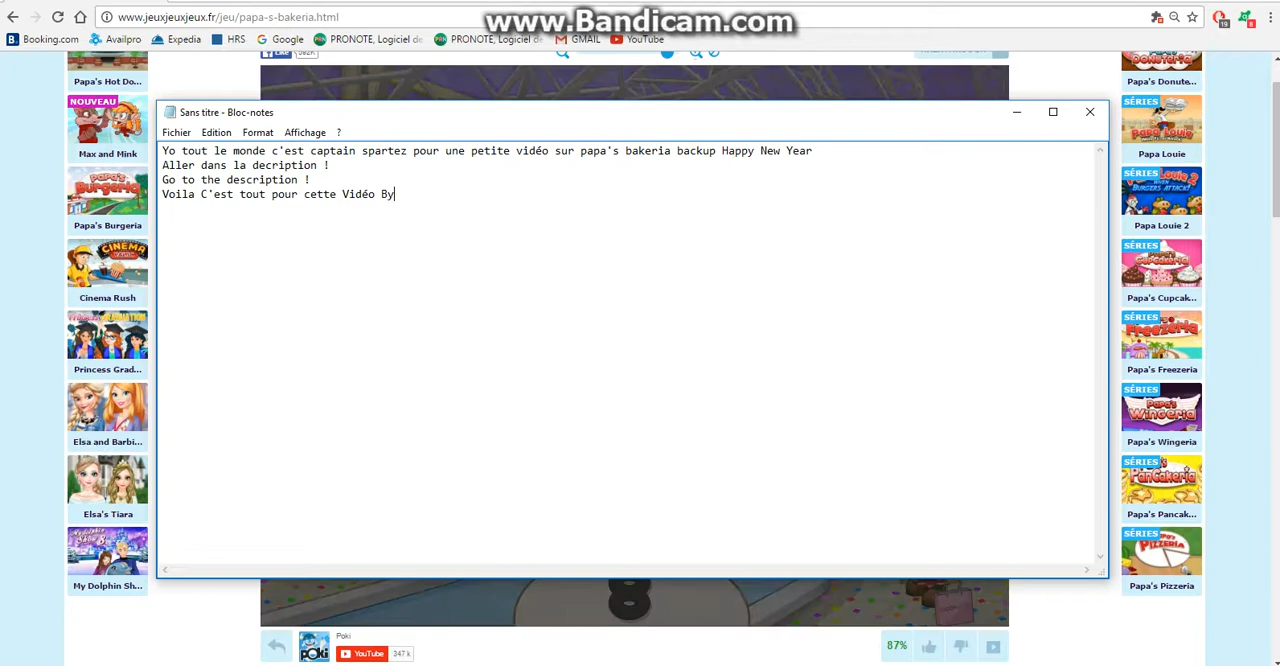 www.Bandicam.com
www.jeuxjeuxjeux.fr/jeu/papa-s-bakeria.html
19
8
Booking.com Availpro Expedia HRS Google PRONOTE, Logiciel de PRONOTE, Logiciel de GMAIL YouTube
Papa's Hot Do...
NOUVEAU
Max and Mink
Papa's Burgeria
Cinema Rush
Princess Grad...
Elsa and Barbi...
Elsa's Tiara
My Dolphin Sh...
Sans titre - Bloc-notes
Fichier Edition Format Affichage ?
Yo tout le monde c'est captain spartez pour une petite vidéo sur papa's bakeria backup Happy New Year
Aller dans la decription !
Go to the description !
Voila C'est tout pour cette Vidéo By
Papa's Donute...
SÉRIES
Papa Louie
SÉRIES
Papa Louie 2
SÉRIES
Papa's Cupcak...
SÉRIES
Papa's Freezeria
SÉRIES
Papa's Wingeria
SÉRIES
Papa's Pancak...
SÉRIES
Papa's Pizzeria
Poki
POKI
YouTube 347 k
87%